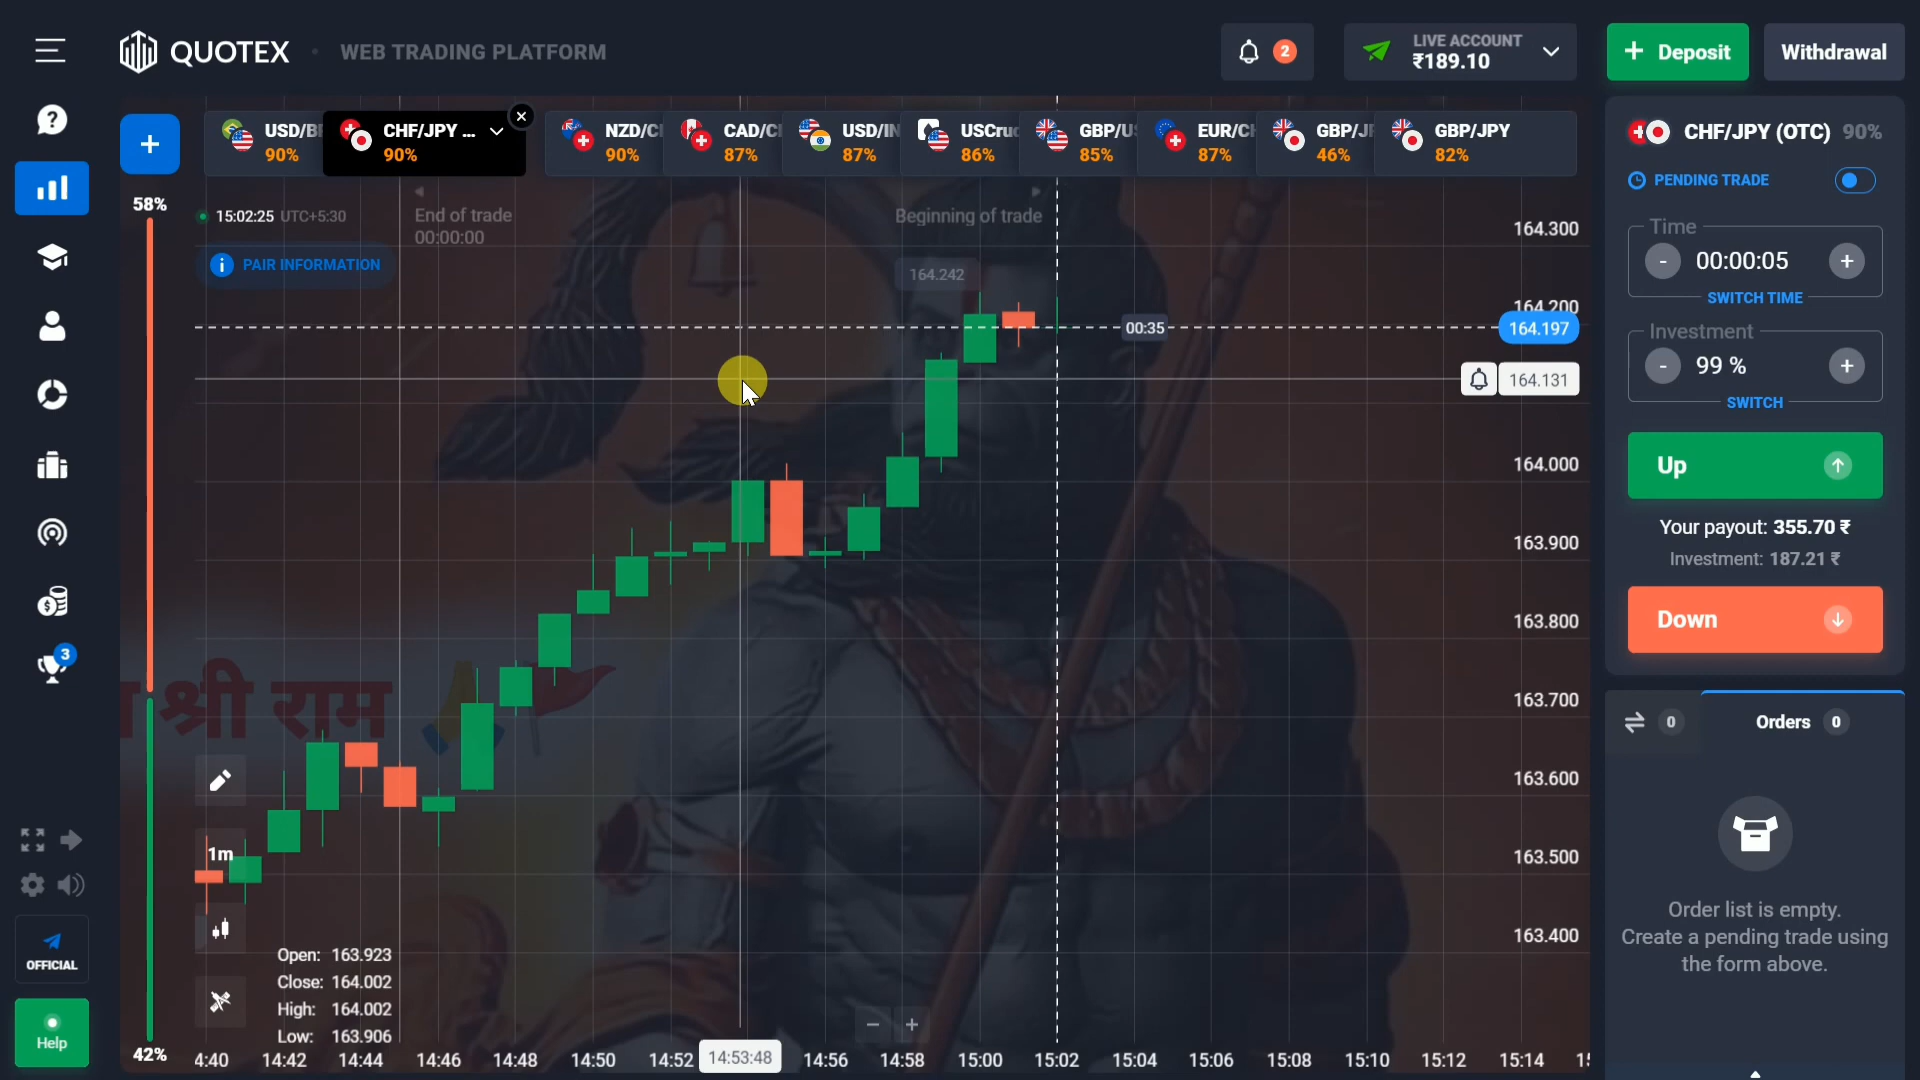 QUOTEX • WEB TRADING PLATFORM
2
LIVE ACCOUNT
₹189.10
+ Deposit
Withdrawal
+
USD/B
90%
CHF/JPY ...
90%
NZD/C
90%
CAD/C
87%
USD/IN
87%
USCru
86%
GBP/U
85%
EUR/C
87%
GBP/J
46%
GBP/JPY
82%
CHF/JPY (OTC) 90%
PENDING TRADE
Time
- 00:00:05 +
SWITCH TIME
Investment
- 99 % +
SWITCH
Up
Your payout: 355.70 ₹
Investment: 187.21 ₹
Down
0
Orders 0
Order list is empty.
Create a pending trade using
the form above.
58%
15:02:25 UTC+5:30
End of trade
00:00:00
Beginning of trade
PAIR INFORMATION
164.242
00:35
164.300
164.200
164.197
164.131
164.000
163.900
163.800
163.700
163.600
163.500
163.400
श्री राम
1m
Open: 163.923
Close: 164.002
High: 164.002
Low: 163.906
42%
4:40
14:42
14:44
14:46
14:48
14:50
14:52
14:53:48
14:56
14:58
15:00
15:02
15:04
15:06
15:08
15:10
15:12
15:14
3
OFFICIAL
Help